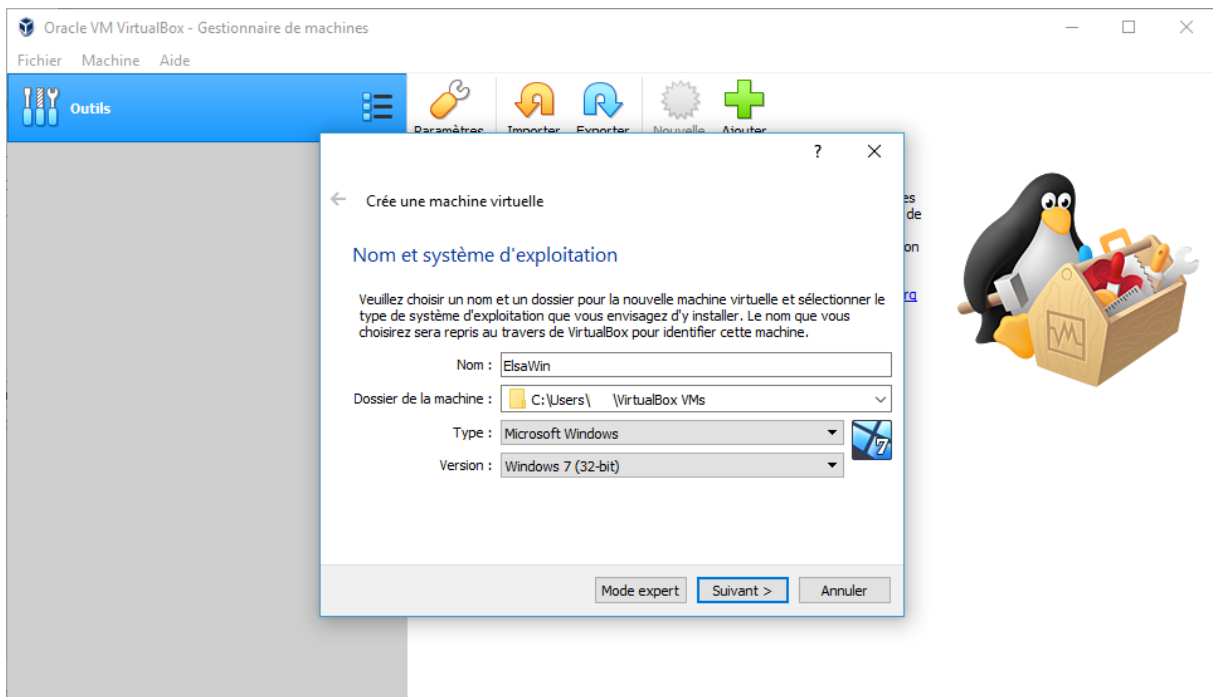 Oracle VM VirtualBox - Gestionnaire de machines
Fichier Machine Aide
Outils
Paramètres Importer Exporter Nouvelle Ajouter
?
Crée une machine virtuelle
es
de
on
rg
Nom et système d'exploitation
Veuillez choisir un nom et un dossier pour la nouvelle machine virtuelle et sélectionner le
type de système d'exploitation que vous envisagez d'y installer. Le nom que vous
choisirez sera repris au travers de VirtualBox pour identifier cette machine.
Nom : ElsaWin
Dossier de la machine : C:\Users\ \VirtualBox VMs
Type : Microsoft Windows
7
Version : Windows 7 (32-bit)
Mode expert Suivant > Annuler